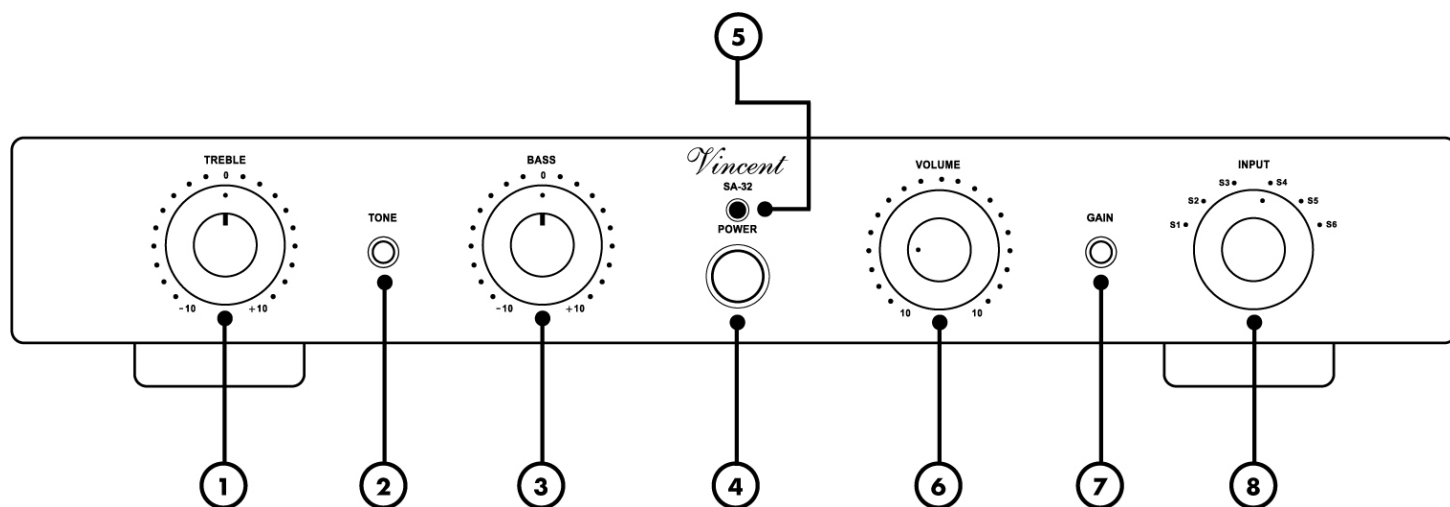 5
TREBLE
0
-10 +10
TONE
BASS
0
-10 +10
Vincent
SA-32
POWER
VOLUME
10 10
GAIN
INPUT
S1 S2 S3 S4 S5 S6
1 2 3 4 6 7 8